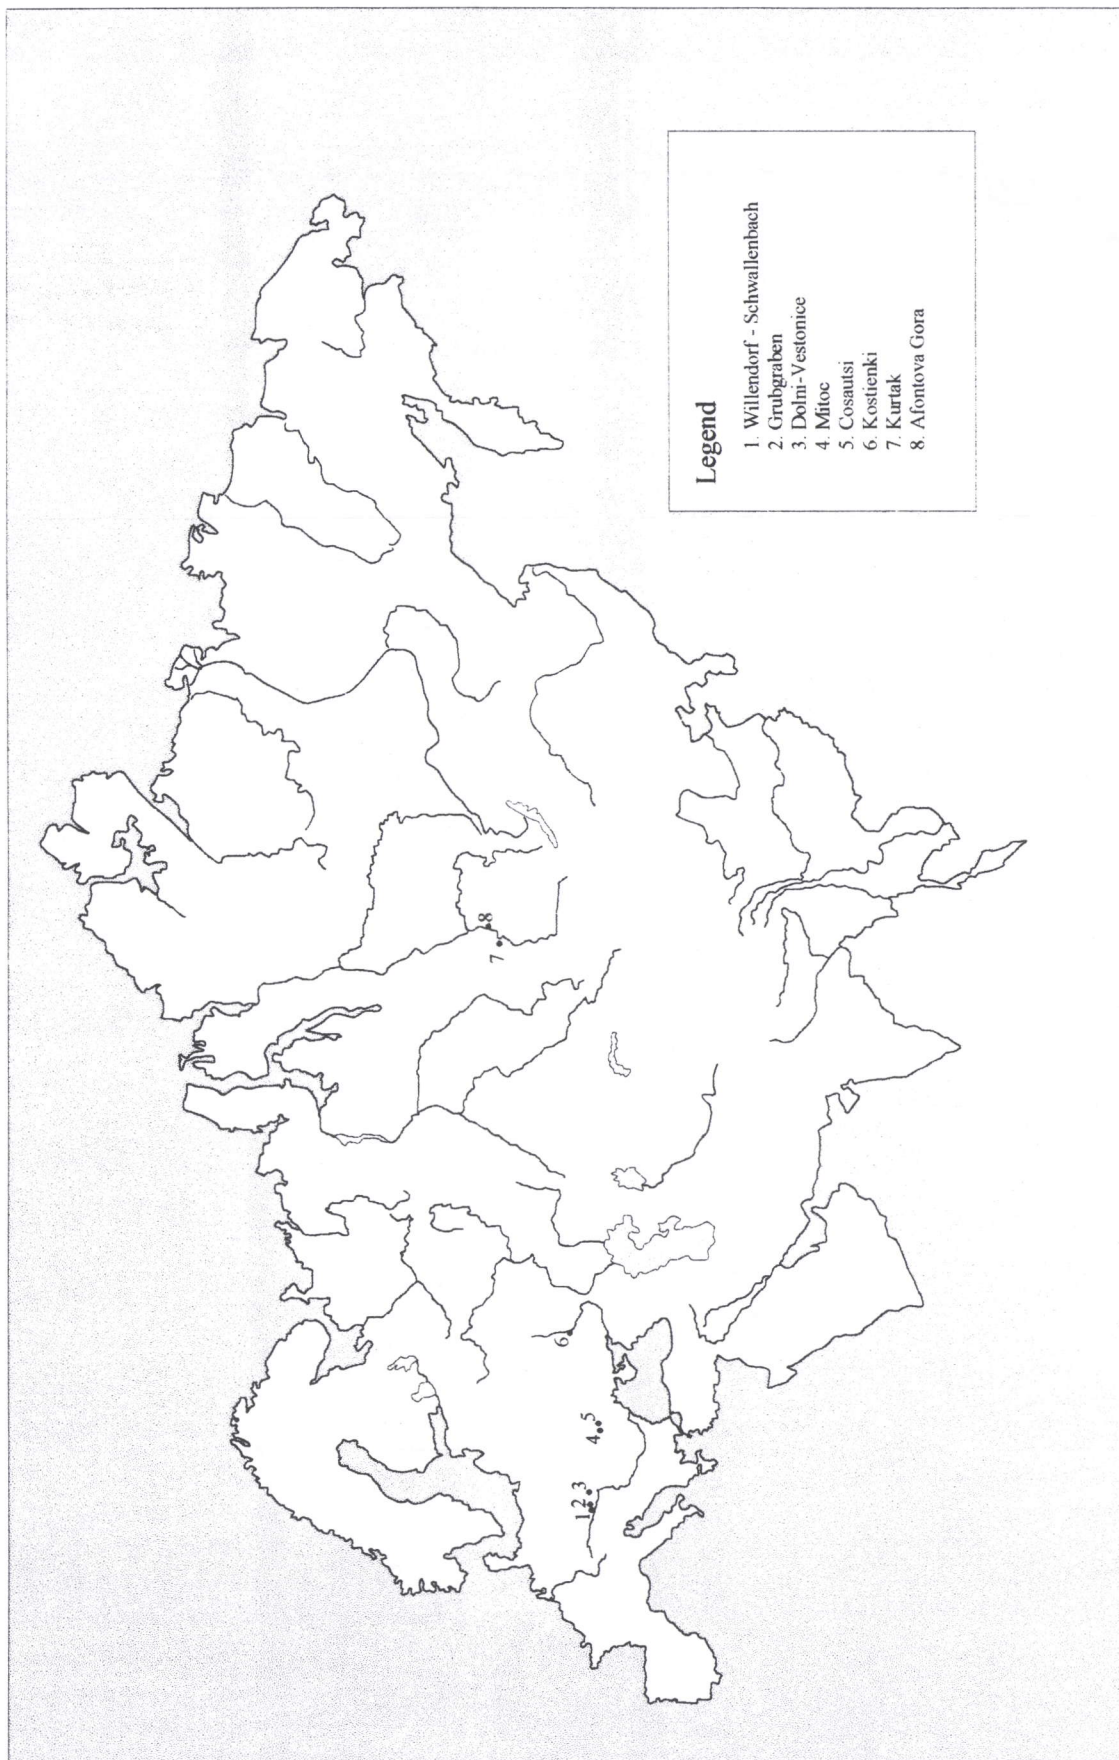 Legend
1. Willendorf - Schwallenbach
2. Grubgraben
3. Dolni-Vestonice
4. Mitoc
5. Cosautsi
6. Kostienki
7. Kurtak
8. Afontova Gora
1
2
3
4
5
6
7
8